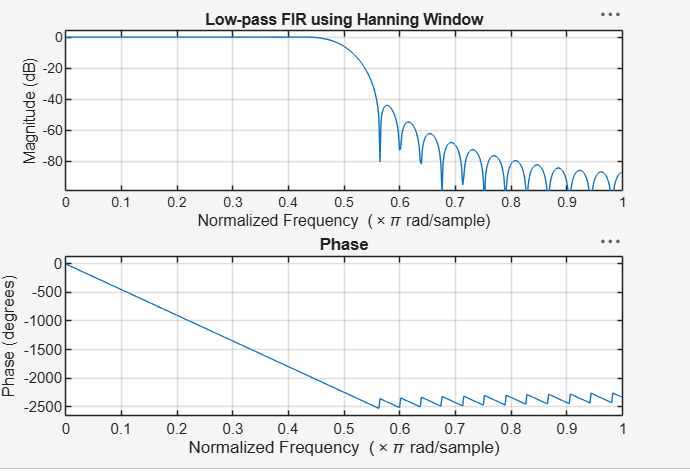 Low-pass FIR using Hanning Window
Magnitude (dB)
0
-20
-40
-60
-80
0 0.1 0.2 0.3 0.4 0.5 0.6 0.7 0.8 0.9 1
Normalized Frequency (× π rad/sample)
Phase
Phase (degrees)
0
-500
-1000
-1500
-2000
-2500
0 0.1 0.2 0.3 0.4 0.5 0.6 0.7 0.8 0.9 1
Normalized Frequency (× π rad/sample)